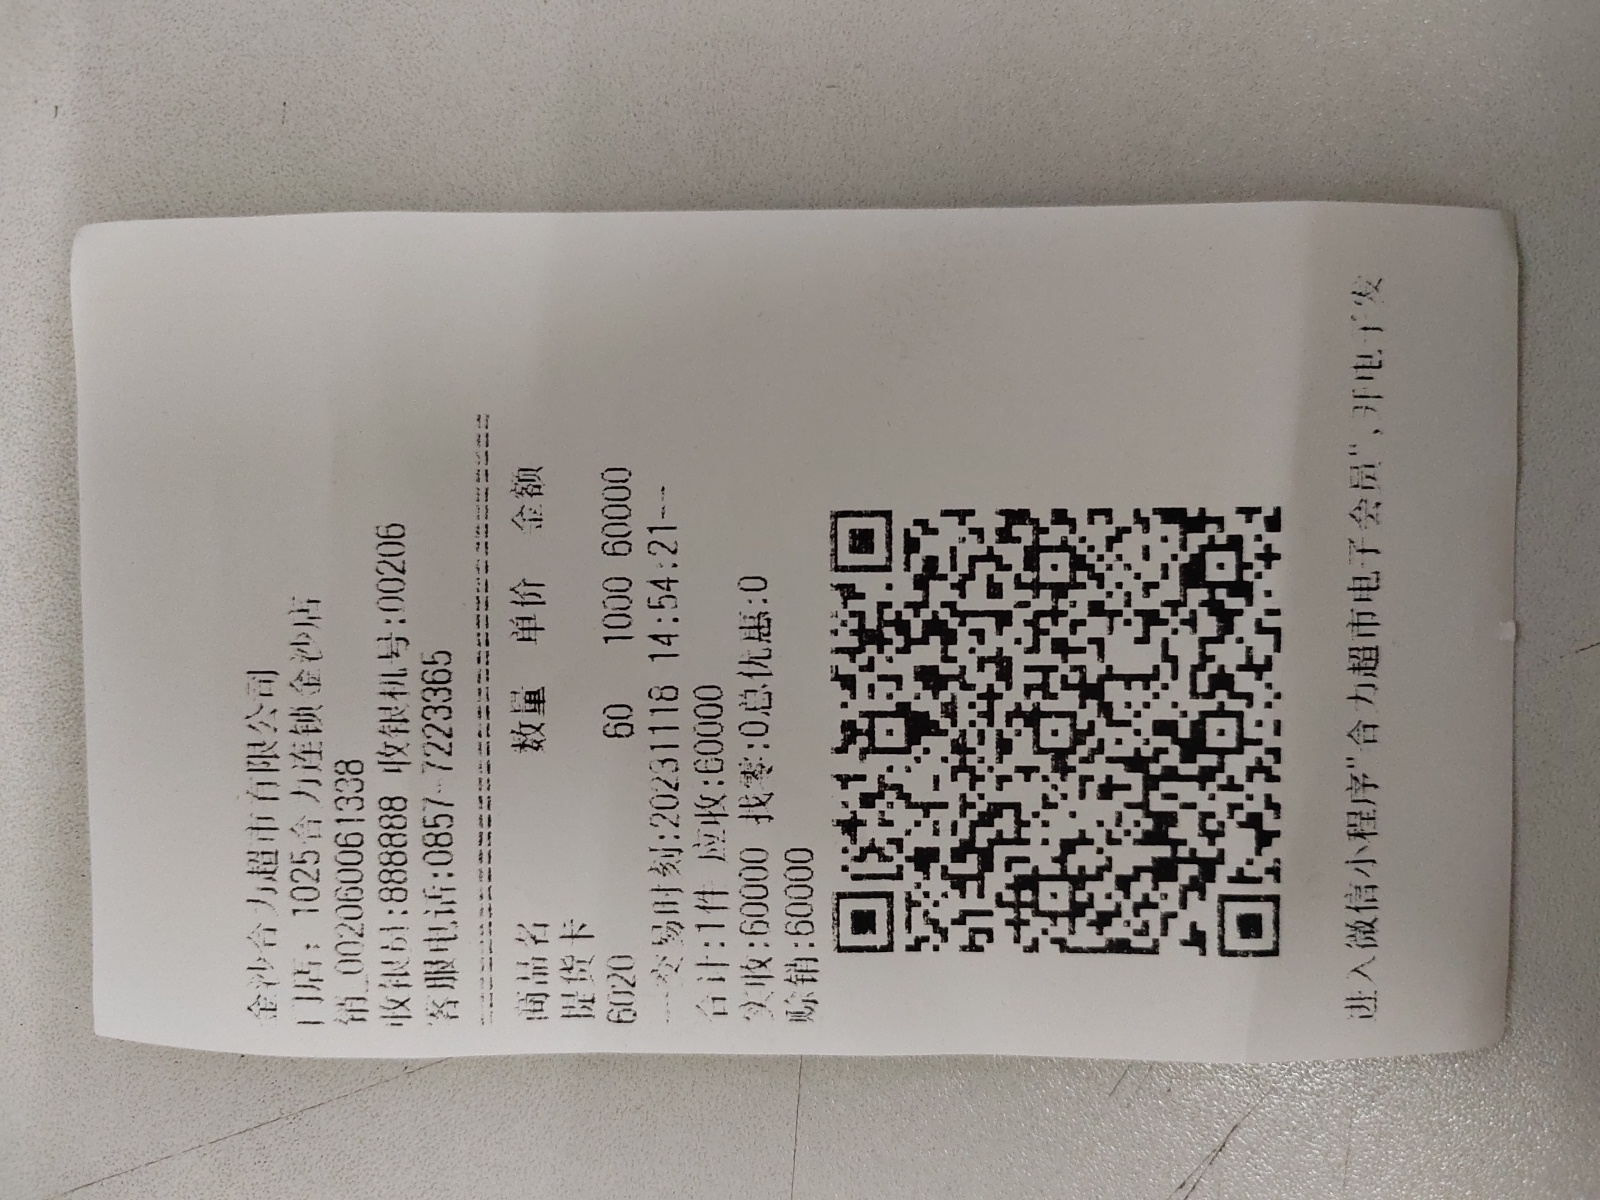 金沙合力超市有限公司
门店：1025合力连锁金沙店
销_002060061338
收银员:888888 收银机号:00206
客服电话:0857-7223365
商品名 数量 单价 金额
提货卡
6020 60 1000 60000
---交易时刻:20231118 14:54:21--
合计:1件 应收:60000
实收:60000 找零:0总优惠:0
赊销:60000
进入微信小程序"合力超市电子会员",开电子发